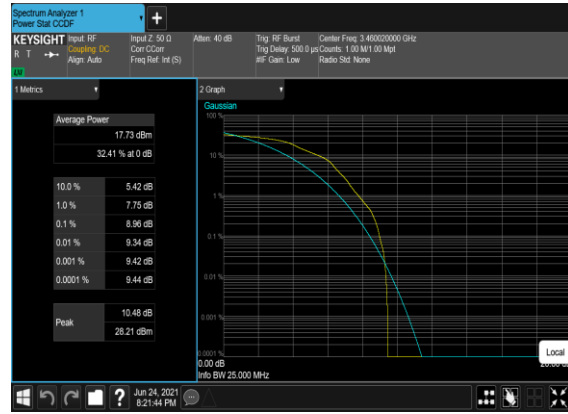 Spectrum Analyzer 1
Power Stat CCDF
+
KEYSIGHT
R T
LXI
Input: RF
Coupling: DC
Align: Auto
Input Z: 50 Ω
Corr CCorr
Freq Ref: Int (S)
Atten: 40 dB
Trig: RF Burst
Trig Delay: 500.0 µs
#IF Gain: Low
Center Freq: 3.460020000 GHz
Counts: 1.00 M/1.00 Mpt
Radio Std: None
1 Metrics
Average Power
17.73 dBm
32.41 % at 0 dB
10.0 % 5.42 dB
1.0 % 7.75 dB
0.1 % 8.96 dB
0.01 % 9.34 dB
0.001 % 9.42 dB
0.0001 % 9.44 dB
Peak
10.48 dB
28.21 dBm
2 Graph
Gaussian
100 %
10 %
1 %
0.1 %
0.01 %
0.001 %
0.0001 %
0.00 dB
Info BW 25.000 MHz
Local
?
Jun 24, 2021
8:21:44 PM